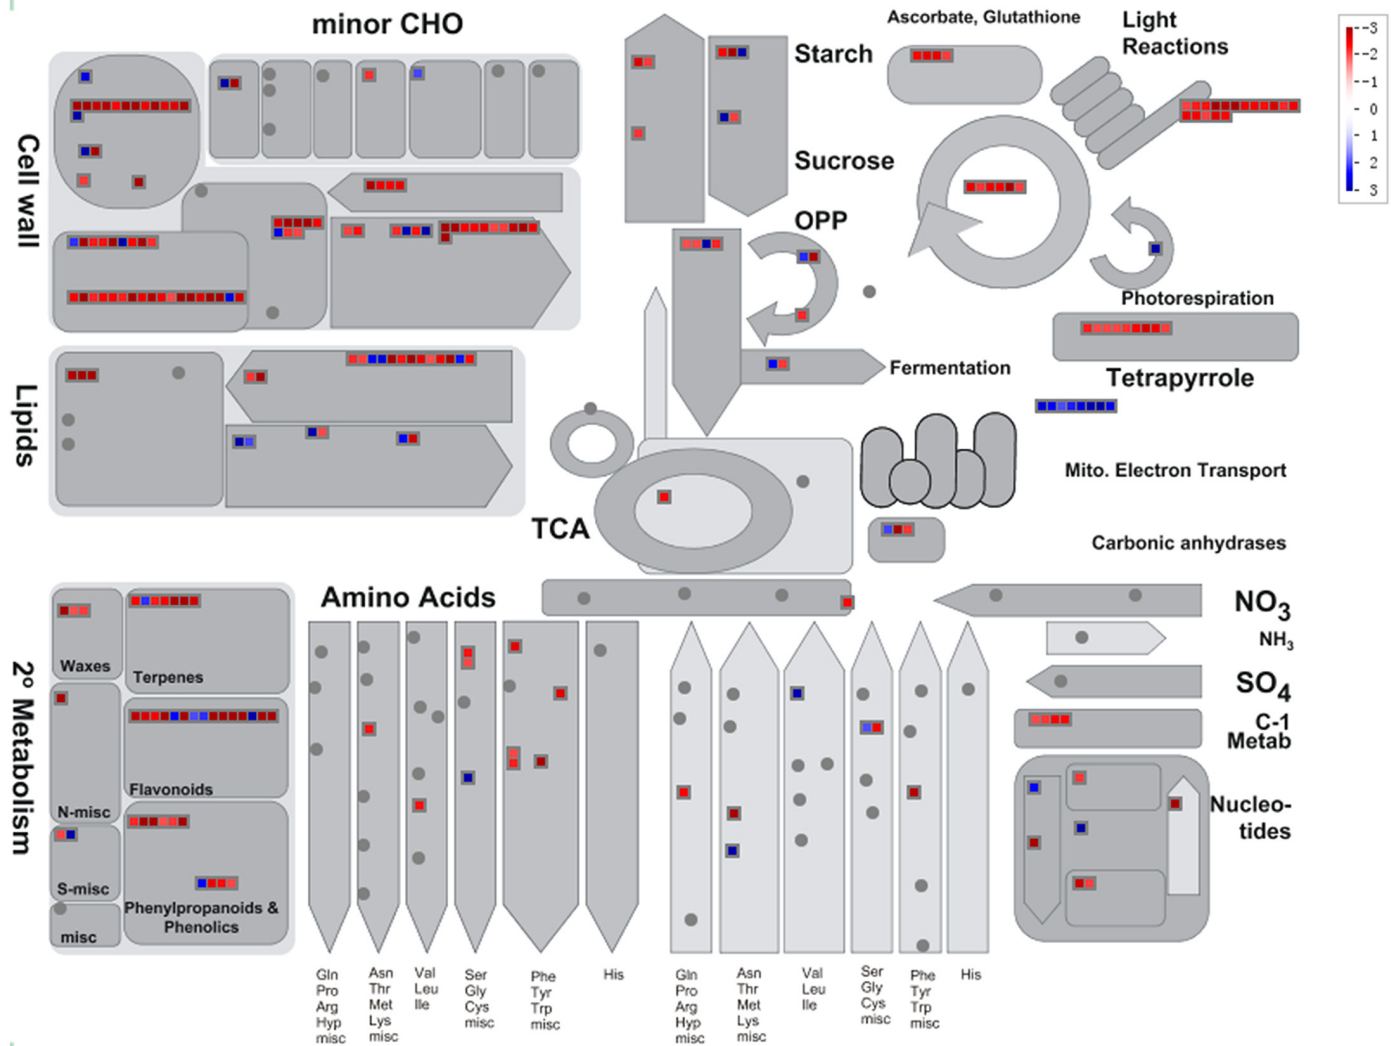 minor CHO
Cell wall
Lipids
2º Metabolism
Starch
Sucrose
OPP
Fermentation
TCA
Ascorbate, Glutathione
Light
Reactions
-3
-2
-1
0
1
2
3
Photorespiration
Tetrapyrrole
Mito. Electron Transport
Carbonic anhydrases
Amino Acids
NO3
NH3
SO4
C-1
Metab
Nucleo-
tides
Waxes
Terpenes
N-misc
Flavonoids
S-misc
misc
Phenylpropanoids &
Phenolics
Gln
Pro
Arg
Hyp
misc
Asn
Thr
Met
Lys
misc
Val
Leu
Ile
Ser
Gly
Cys
misc
Phe
Tyr
Trp
misc
His
Gln
Pro
Arg
Hyp
misc
Asn
Thr
Met
Lys
misc
Val
Leu
Ile
Ser
Gly
Cys
misc
Phe
Tyr
Trp
misc
His